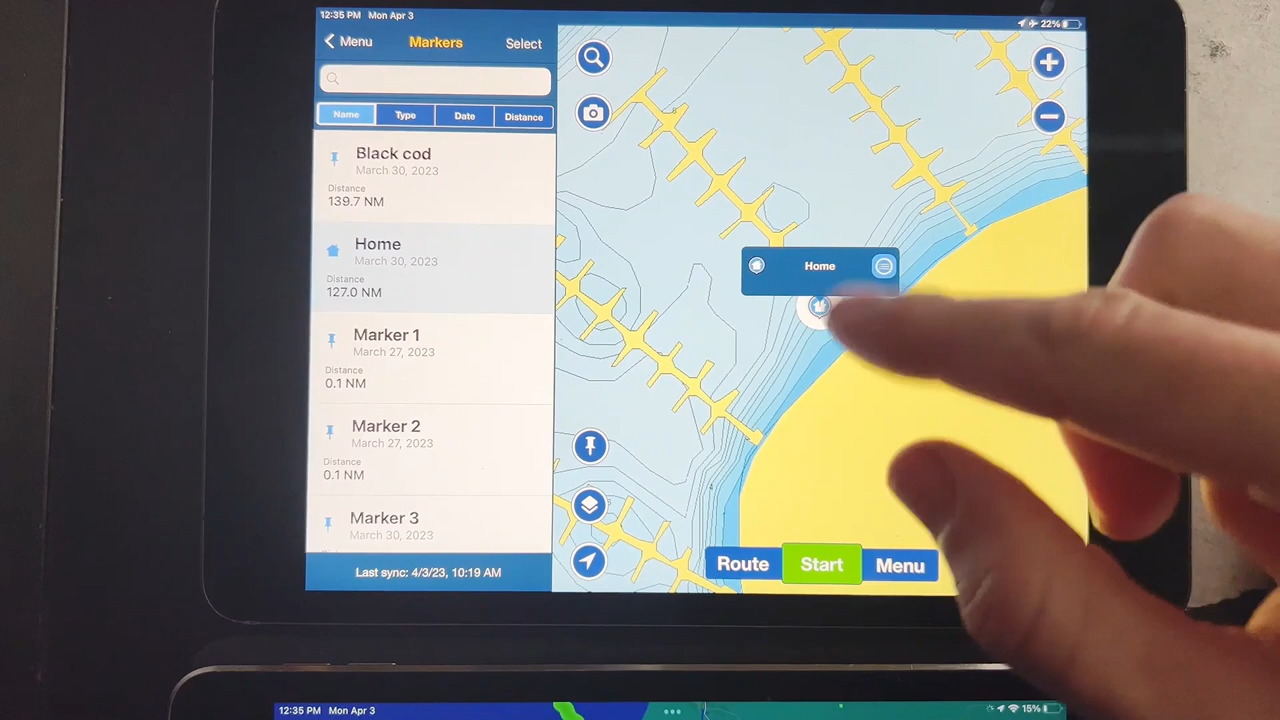 12:35 PM Mon Apr 3
22%
Menu
Markers
Select
Name
Type
Date
Distance
Black cod
March 30, 2023
Distance
139.7 NM
Home
March 30, 2023
Distance
127.0 NM
Marker 1
March 27, 2023
Distance
0.1 NM
Marker 2
March 27, 2023
Distance
0.1 NM
Marker 3
March 30, 2023
Last sync: 4/3/23, 10:19 AM
Home
Route
Start
Menu
12:35 PM Mon Apr 3
15%